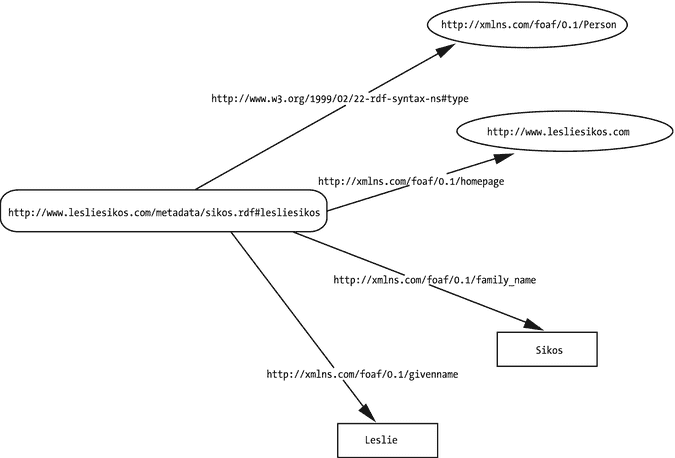 http://xmlns.com/foaf/0.1/Person
http://www.w3.org/1999/02/22-rdf-syntax-ns#type
http://www.lesliesikos.com
http://xmlns.com/foaf/0.1/homepage
http://www.lesliesikos.com/metadata/sikos.rdf#lesliesikos
http://xmlns.com/foaf/0.1/family_name
Sikos
http://xmlns.com/foaf/0.1/givenname
Leslie